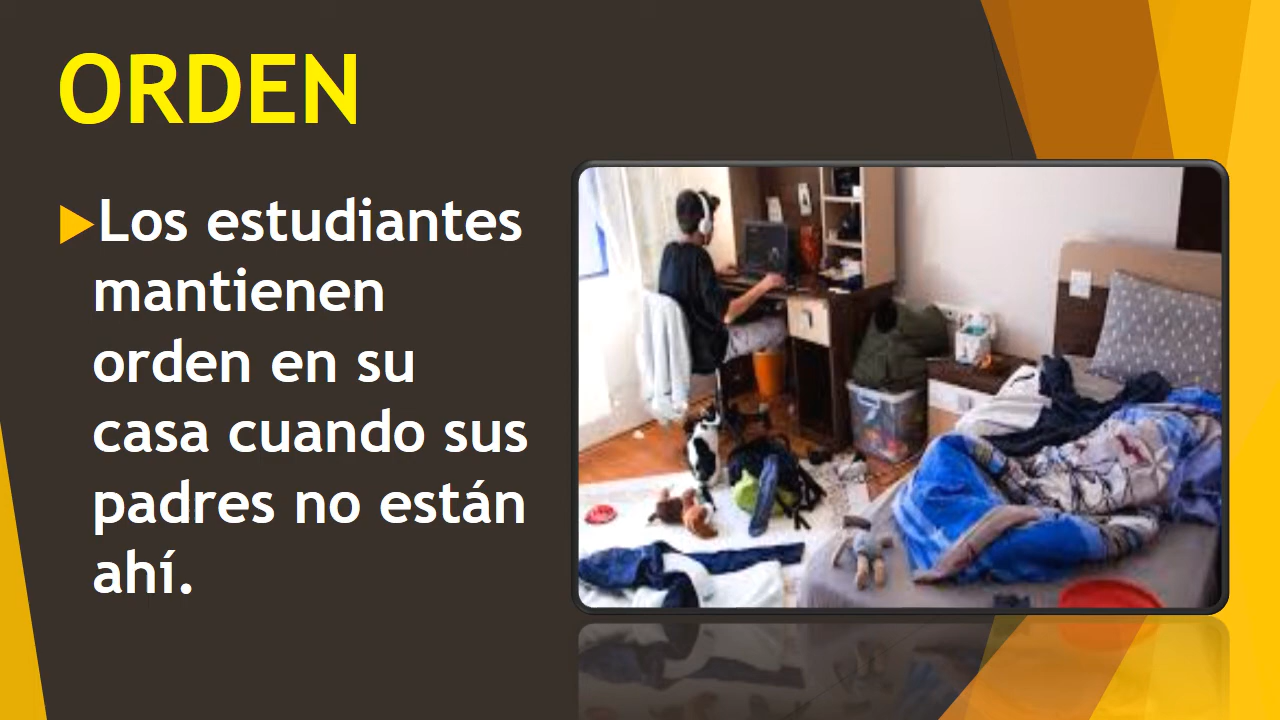 ORDEN
Los estudiantes
mantienen
orden en su
casa cuando sus
padres no están
ahí.